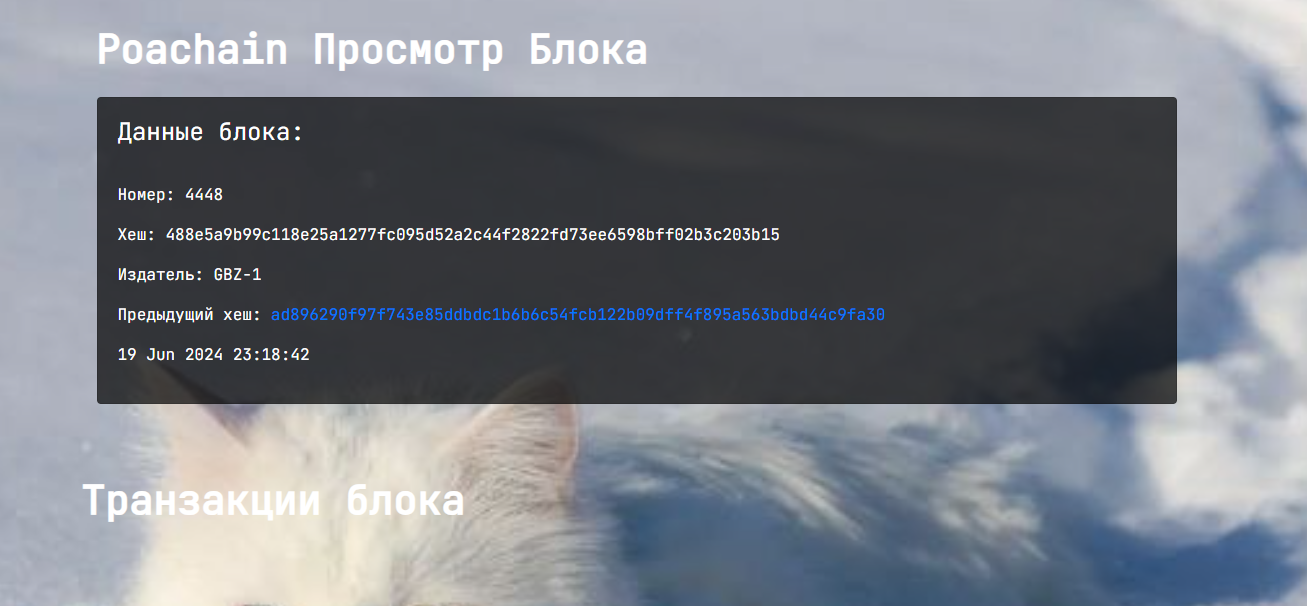 Poachain Просмотр Блока
Данные блока:
Номер: 4448
Хеш: 488e5a9b99c118e25a1277fc095d52a2c44f2822fd73ee6598bff02b3c203b15
Издатель: GBZ-1
Предыдущий хеш: ad896290f97f743e85ddbdc1b6b6c54fcb122b09dff4f895a563bdbd44c9fa30
19 Jun 2024 23:18:42
Транзакции блока